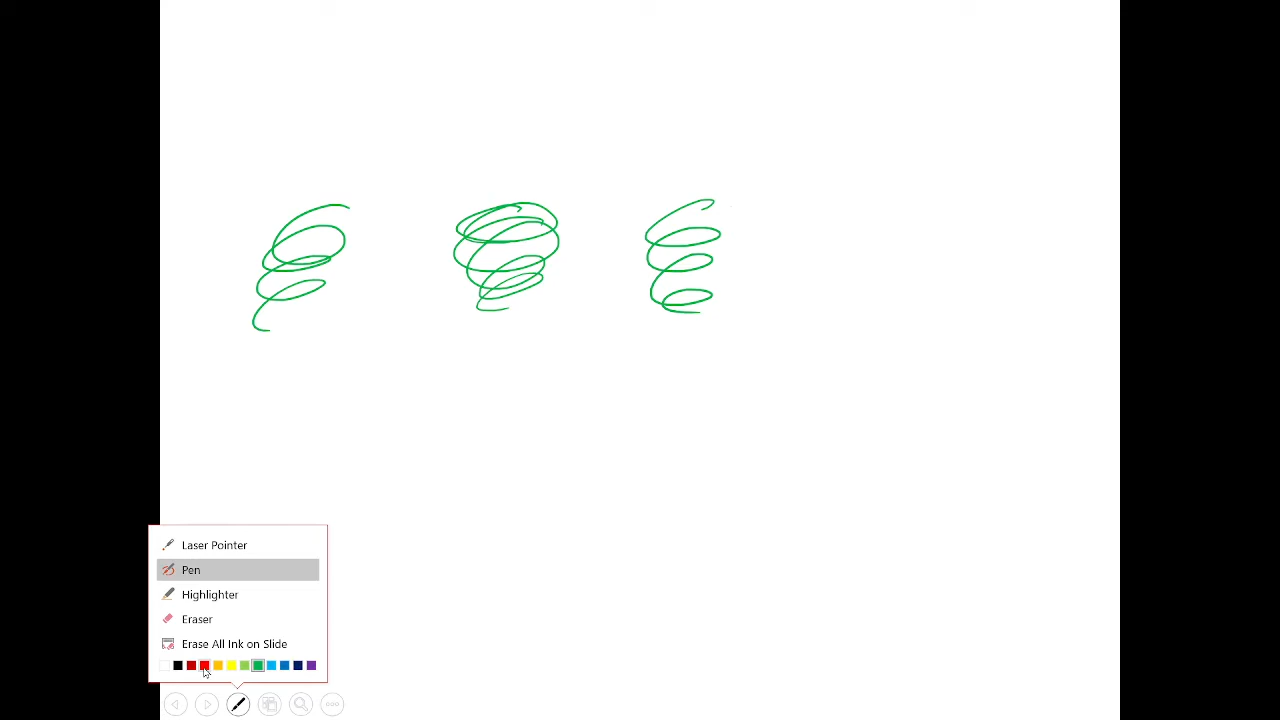 Laser Pointer
Pen
Highlighter
Eraser
Erase All Ink on Slide